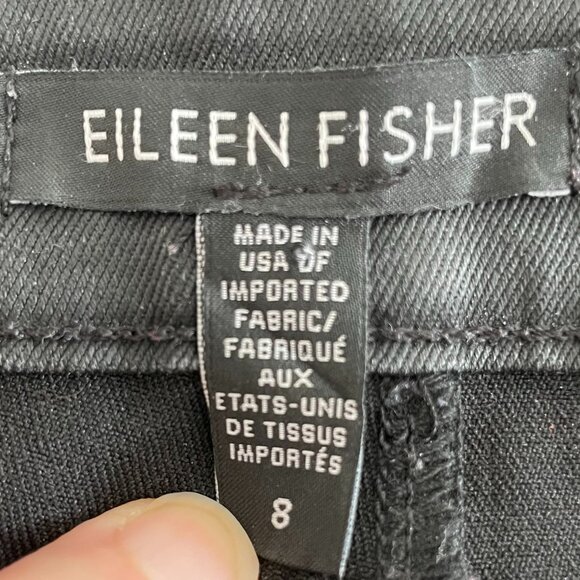 EILEEN FISHER
MADE IN
USA OF
IMPORTED
FABRIC/
FABRIQUÉ
AUX
ETATS-UNIS
DE TISSUS
IMPORTÉS
8